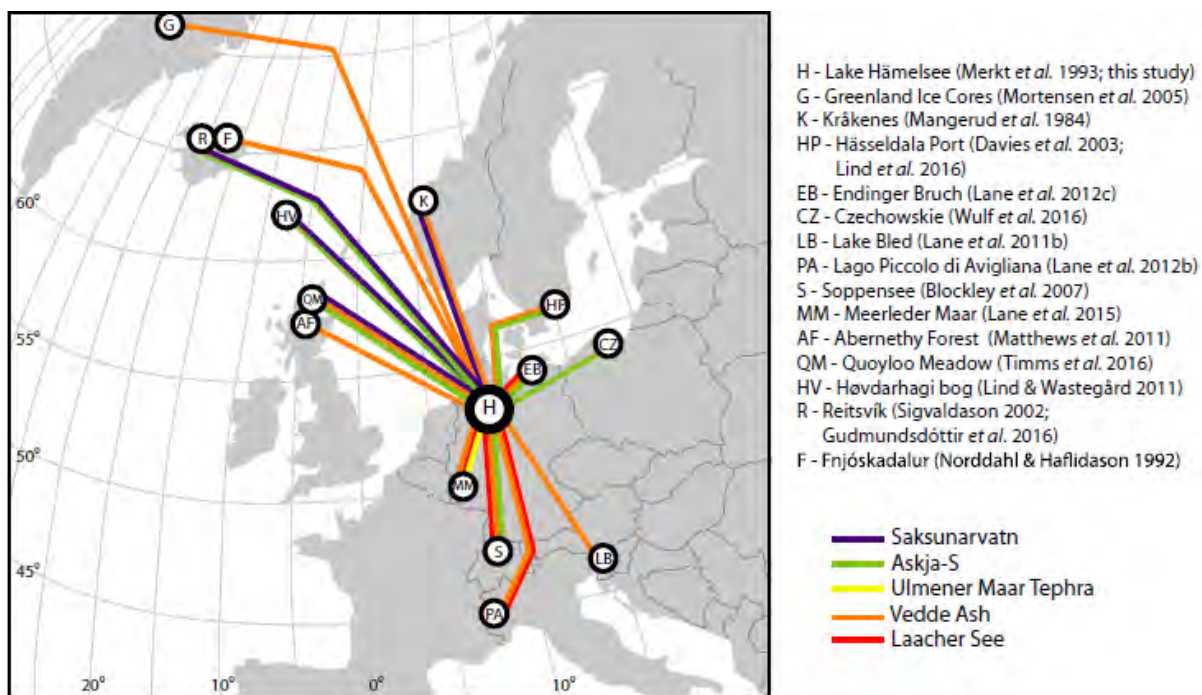 G
R
F
HV
K
QM
AF
HP
CZ
EB
H
MM
S
LB
PA
60°
55°
50°
45°
20°
10°
0°
10°
H - Lake Hämelsee (Merkt et al. 1993; this study)
G - Greenland Ice Cores (Mortensen et al. 2005)
K - Kråkenes (Mangerud et al. 1984)
HP - Hässeldala Port (Davies et al. 2003;
Lind et al. 2016)
EB - Endinger Bruch (Lane et al. 2012c)
CZ - Czechowskie (Wulf et al. 2016)
LB - Lake Bled (Lane et al. 2011b)
PA - Lago Piccolo di Avigliana (Lane et al. 2012b)
S - Soppensee (Blockley et al. 2007)
MM - Meerleder Maar (Lane et al. 2015)
AF - Abernethy Forest (Matthews et al. 2011)
QM - Quoyloo Meadow (Timms et al. 2016)
HV - Høvdarhagi bog (Lind & Wastegård 2011)
R - Reitsvík (Sigvaldason 2002;
Gudmundsdóttir et al. 2016)
F - Fnjóskadalur (Norddahl & Haflidason 1992)
Saksunarvatn
Askja-S
Ulmener Maar Tephra
Vedde Ash
Laacher See